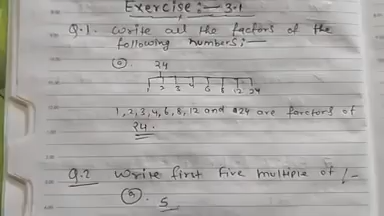 Exercise :- 3.1
Q.1. Write all the factors of the
following numbers :-
(a) 24
1 2 3 4 6 8 12 24
1, 2, 3, 4, 6, 8, 12 and 24 are farctors of
24.
Q.2 Write first five multiple of :-
(a). 5